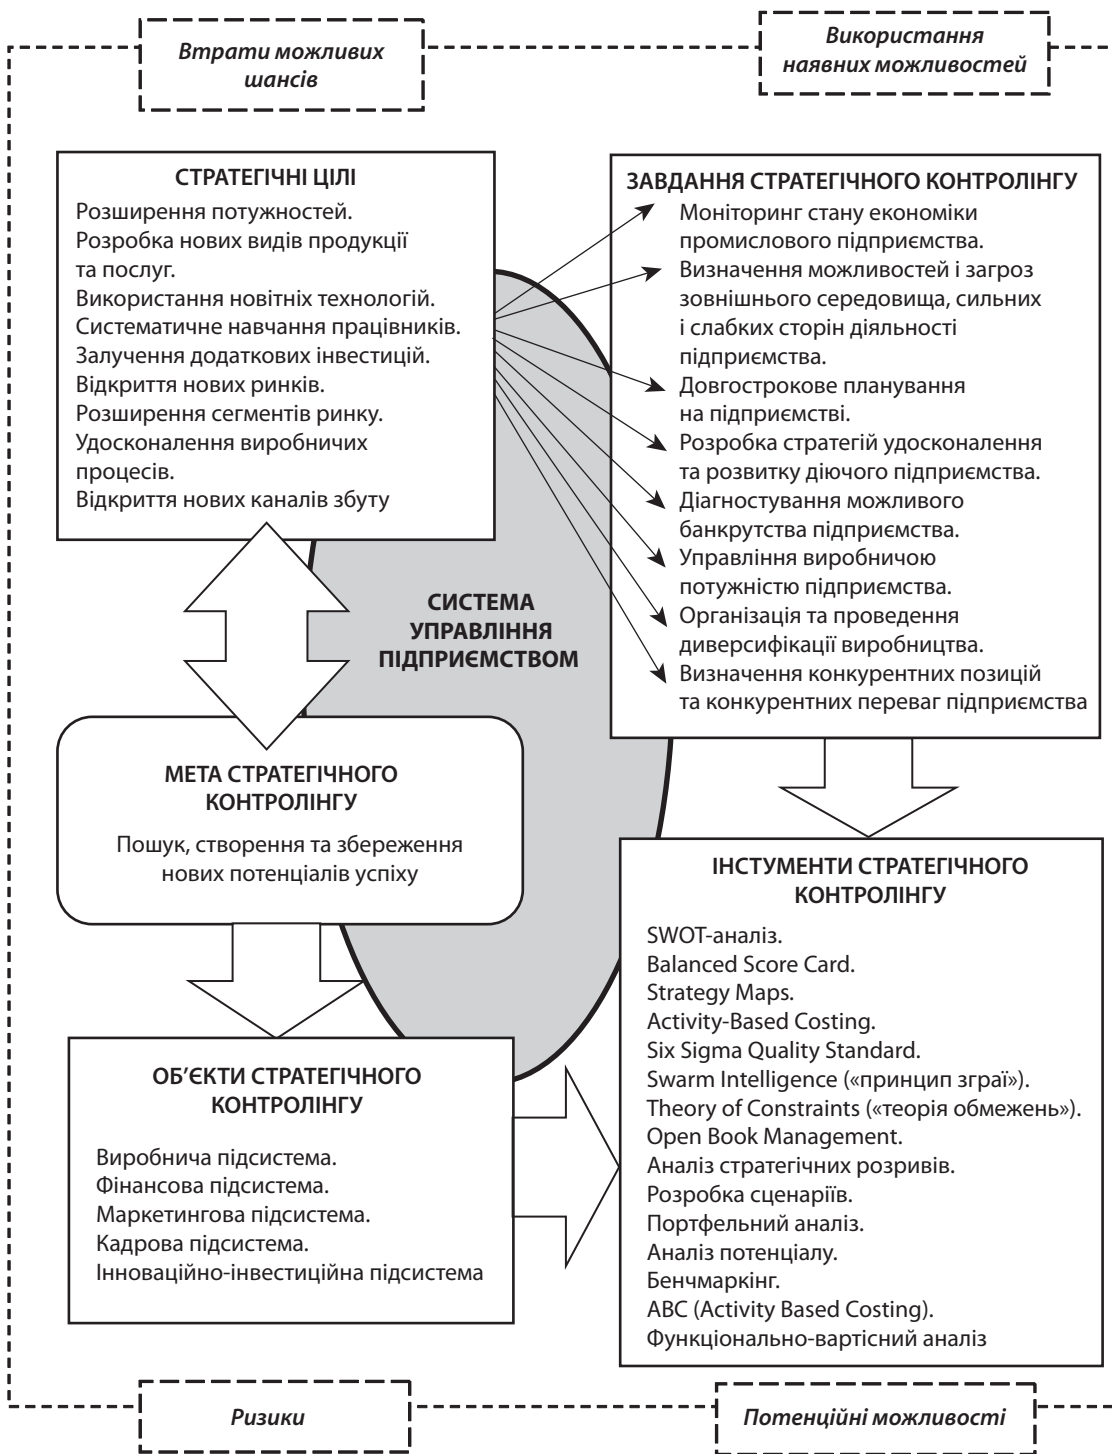 Втрати можливих
шансів
Використання
наявних можливостей
СТРАТЕГІЧНІ ЦІЛІ
Розширення потужностей.
Розробка нових видів продукції
та послуг.
Використання новітніх технологій.
Систематичне навчання працівників.
Залучення додаткових інвестицій.
Відкриття нових ринків.
Розширення сегментів ринку.
Удосконалення виробничих
процесів.
Відкриття нових каналів збуту
ЗАВДАННЯ СТРАТЕГІЧНОГО КОНТРОЛІНГУ
Моніторинг стану економіки
промислового підприємства.
Визначення можливостей і загроз
зовнішнього середовища, сильних
і слабких сторін діяльності
підприємства.
Довгострокове планування
на підприємстві.
Розробка стратегій удосконалення
та розвитку діючого підприємства.
Діагностування можливого
банкрутства підприємства.
Управління виробничою
потужністю підприємства.
Організація та проведення
диверсифікації виробництва.
Визначення конкурентних позицій
та конкурентних переваг підприємства
СИСТЕМА
УПРАВЛІННЯ
ПІДПРИЄМСТВОМ
МЕТА СТРАТЕГІЧНОГО
КОНТРОЛІНГУ
Пошук, створення та збереження
нових потенціалів успіху
ОБ’ЄКТИ СТРАТЕГІЧНОГО
КОНТРОЛІНГУ
Виробнича підсистема.
Фінансова підсистема.
Маркетингова підсистема.
Кадрова підсистема.
Інноваційно-інвестиційна підсистема
ІНСТУМЕНТИ СТРАТЕГІЧНОГО
КОНТРОЛІНГУ
SWOT-аналіз.
Balanced Score Card.
Strategy Maps.
Activity-Based Costing.
Six Sigma Quality Standard.
Swarm Intelligence («принцип зграї»).
Theory of Constraints («теорія обмежень»).
Open Book Management.
Аналіз стратегічних розривів.
Розробка сценаріїв.
Портфельний аналіз.
Аналіз потенціалу.
Бенчмаркінг.
ABC (Activity Based Costing).
Функціонально-вартісний аналіз
Ризики
Потенційні можливості